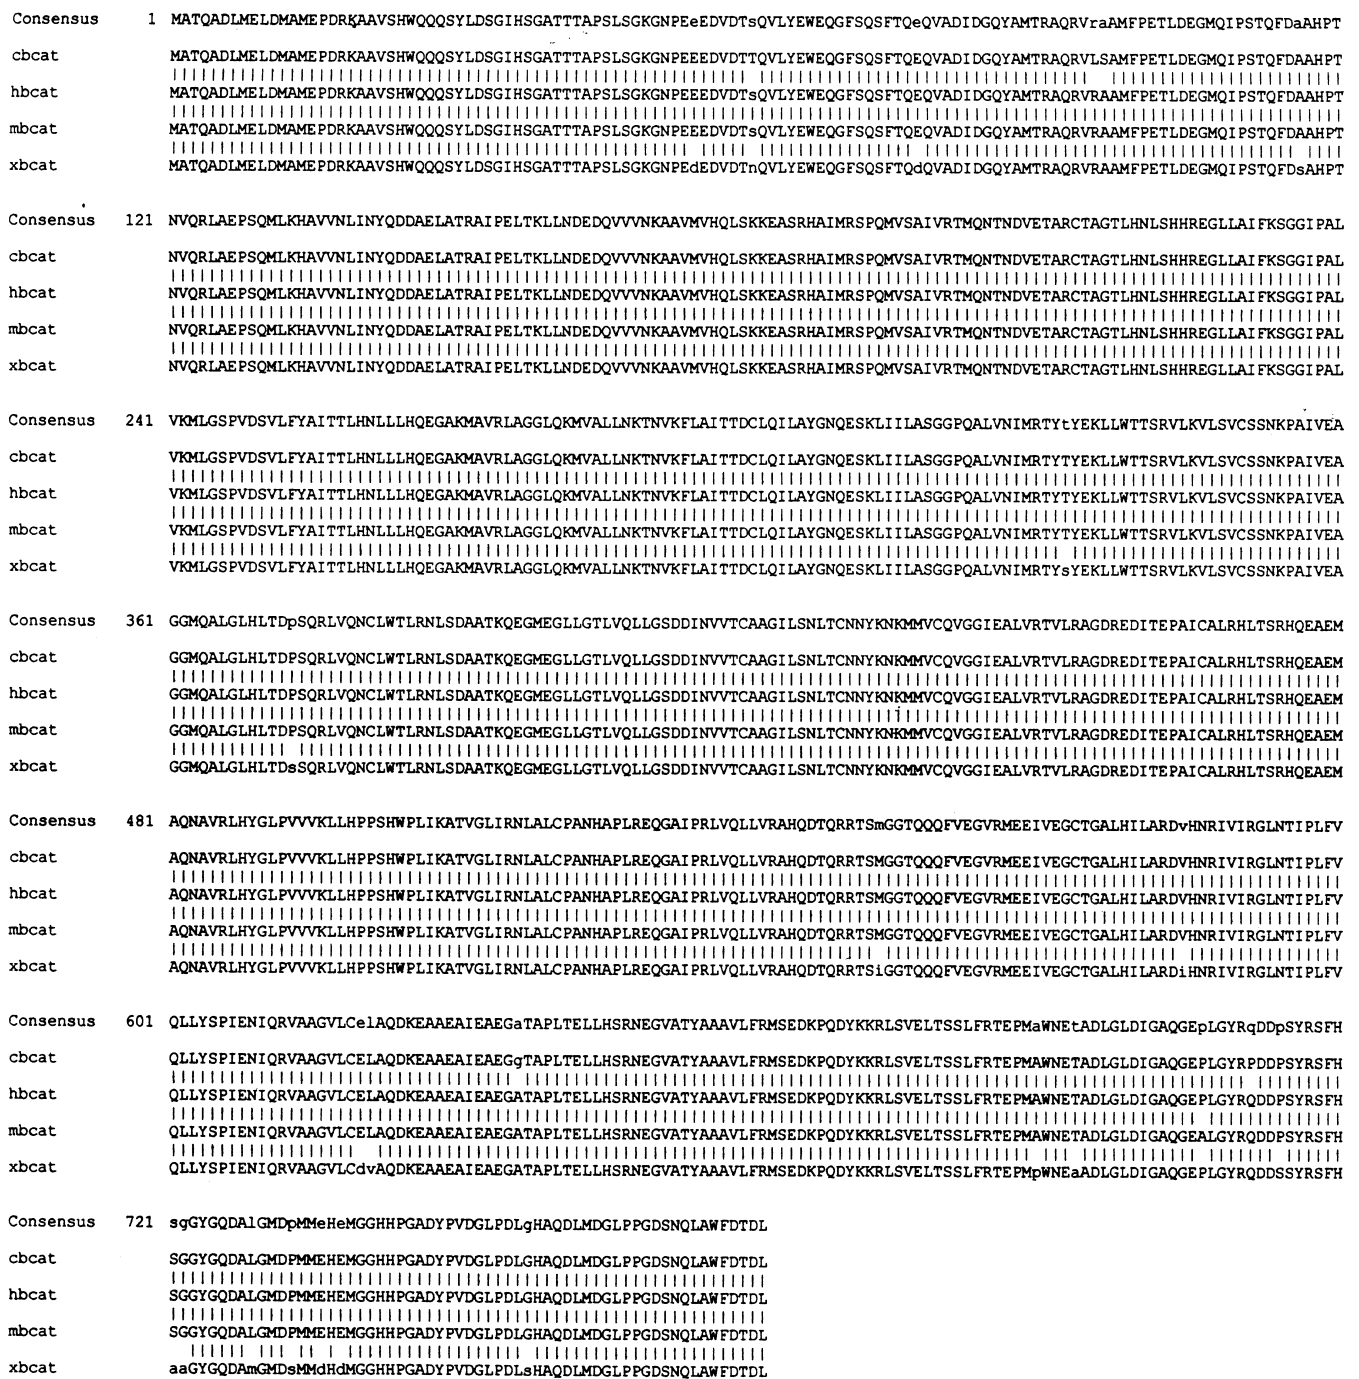 Consensus 1 MATQADLMELDMAMEPDRKAAVSHWQQQSYLDSGIHSGATTTAPSLSGKGNPEeEDVDTsQVLYEWEQGFSQSFTQeQVADIDGQYAMTRAQRVraAMFPETLDEGMQIPSTQFDaAHPT
cbcat MATQADLMELDMAMEPDRKAAVSHWQQQSYLDSGIHSGATTTAPSLSGKGNPEEEDVDTTQVLYEWEQGFSQSFTQEQVADIDGQYAMTRAQRVLSAMFPETLDEGMQIPSTQFDAAHPT
hbcat MATQADLMELDMAMEPDRKAAVSHWQQQSYLDSGIHSGATTTAPSLSGKGNPEEEDVDTsQVLYEWEQGFSQSFTQEQVADIDGQYAMTRAQRVRAAMFPETLDEGMQIPSTQFDAAHPT
mbcat MATQADLMELDMAMEPDRKAAVSHWQQQSYLDSGIHSGATTTAPSLSGKGNPEEEDVDTsQVLYEWEQGFSQSFTQEQVADIDGQYAMTRAQRVRAAMFPETLDEGMQIPSTQFDAAHPT
xbcat MATQADLMELDMAMEPDRKAAVSHWQQQSYLDSGIHSGATTTAPSLSGKGNPEdEDVDTnQVLYEWEQGFSQSFTQdQVADIDGQYAMTRAQRVRAAMFPETLDEGMQIPSTQFDsAHPT
Consensus 121 NVQRLAEPSQMLKHAVVNLINYQDDAELATRAIPELTKLLNDEDQVVVNKAAVMVHQLSKKEASRHAIMRSPQMVSAIVRTMQNTNDVETARCTAGTLHNLSHHREGLLAIFKSGGIPAL
cbcat NVQRLAEPSQMLKHAVVNLINYQDDAELATRAIPELTKLLNDEDQVVVNKAAVMVHQLSKKEASRHAIMRSPQMVSAIVRTMQNTNDVETARCTAGTLHNLSHHREGLLAIFKSGGIPAL
hbcat NVQRLAEPSQMLKHAVVNLINYQDDAELATRAIPELTKLLNDEDQVVVNKAAVMVHQLSKKEASRHAIMRSPQMVSAIVRTMQNTNDVETARCTAGTLHNLSHHREGLLAIFKSGGIPAL
mbcat NVQRLAEPSQMLKHAVVNLINYQDDAELATRAIPELTKLLNDEDQVVVNKAAVMVHQLSKKEASRHAIMRSPQMVSAIVRTMQNTNDVETARCTAGTLHNLSHHREGLLAIFKSGGIPAL
xbcat NVQRLAEPSQMLKHAVVNLINYQDDAELATRAIPELTKLLNDEDQVVVNKAAVMVHQLSKKEASRHAIMRSPQMVSAIVRTMQNTNDVETARCTAGTLHNLSHHREGLLAIFKSGGIPAL
Consensus 241 VKMLGSPVDSVLFYAITTLHNLLLHQEGAKMAVRLAGGLQKMVALLNKTNVKFLAITTDCLQILAYGNQESKLIILASGGPQALVNIMRTYtYEKLLWTTSRVLKVLSVCSSNKPAIVEA
cbcat VKMLGSPVDSVLFYAITTLHNLLLHQEGAKMAVRLAGGLQKMVALLNKTNVKFLAITTDCLQILAYGNQESKLIILASGGPQALVNIMRTYTYEKLLWTTSRVLKVLSVCSSNKPAIVEA
hbcat VKMLGSPVDSVLFYAITTLHNLLLHQEGAKMAVRLAGGLQKMVALLNKTNVKFLAITTDCLQILAYGNQESKLIILASGGPQALVNIMRTYTYEKLLWTTSRVLKVLSVCSSNKPAIVEA
mbcat VKMLGSPVDSVLFYAITTLHNLLLHQEGAKMAVRLAGGLQKMVALLNKTNVKFLAITTDCLQILAYGNQESKLIILASGGPQALVNIMRTYTYEKLLWTTSRVLKVLSVCSSNKPAIVEA
xbcat VKMLGSPVDSVLFYAITTLHNLLLHQEGAKMAVRLAGGLQKMVALLNKTNVKFLAITTDCLQILAYGNQESKLIILASGGPQALVNIMRTYsYEKLLWTTSRVLKVLSVCSSNKPAIVEA
Consensus 361 GGMQALGLHLTDpSQRLVQNCLWTLRNLSDAATKQEGMEGLLGTLVQLLGSDDINVVTCAAGILSNLTCNNYKNKMMVCQVGGIEALVRTVLRAGDREDITEPAICALRHLTSRHQEAEM
cbcat GGMQALGLHLTDPSQRLVQNCLWTLRNLSDAATKQEGMEGLLGTLVQLLGSDDINVVTCAAGILSNLTCNNYKNKMMVCQVGGIEALVRTVLRAGDREDITEPAICALRHLTSRHQEAEM
hbcat GGMQALGLHLTDPSQRLVQNCLWTLRNLSDAATKQEGMEGLLGTLVQLLGSDDINVVTCAAGILSNLTCNNYKNKMMVCQVGGIEALVRTVLRAGDREDITEPAICALRHLTSRHQEAEM
mbcat GGMQALGLHLTDPSQRLVQNCLWTLRNLSDAATKQEGMEGLLGTLVQLLGSDDINVVTCAAGILSNLTCNNYKNKMMVCQVGGIEALVRTVLRAGDREDITEPAICALRHLTSRHQEAEM
xbcat GGMQALGLHLTDsSQRLVQNCLWTLRNLSDAATKQEGMEGLLGTLVQLLGSDDINVVTCAAGILSNLTCNNYKNKMMVCQVGGIEALVRTVLRAGDREDITEPAICALRHLTSRHQEAEM
Consensus 481 AQNAVRLHYGLPVVVKLLHPPSHWPLIKATVGLIRNLALCPANHAPLREQGAIPRLVQLLVRAHQDTQRRTSmGGTQQQFVEGVRMEEIVEGCTGALHILARDvHNRIVIRGLNTIPLFV
cbcat AQNAVRLHYGLPVVVKLLHPPSHWPLIKATVGLIRNLALCPANHAPLREQGAIPRLVQLLVRAHQDTQRRTSMGGTQQQFVEGVRMEEIVEGCTGALHILARDVHNRIVIRGLNTIPLFV
hbcat AQNAVRLHYGLPVVVKLLHPPSHWPLIKATVGLIRNLALCPANHAPLREQGAIPRLVQLLVRAHQDTQRRTSMGGTQQQFVEGVRMEEIVEGCTGALHILARDVHNRIVIRGLNTIPLFV
mbcat AQNAVRLHYGLPVVVKLLHPPSHWPLIKATVGLIRNLALCPANHAPLREQGAIPRLVQLLVRAHQDTQRRTSMGGTQQQFVEGVRMEEIVEGCTGALHILARDVHNRIVIRGLNTIPLFV
xbcat AQNAVRLHYGLPVVVKLLHPPSHWPLIKATVGLIRNLALCPANHAPLREQGAIPRLVQLLVRAHQDTQRRTSiGGTQQQFVEGVRMEEIVEGCTGALHILARDiHNRIVIRGLNTIPLFV
Consensus 601 QLLYSPIENIQRVAAGVLCelAQDKEAAEAIEAEGaTAPLTELLHSRNEGVATYAAAVLFRMSEDKPQDYKKRLSVELTSSLFRTEPMaWNEtADLGLDIGAQGEpLGYRqDDpSYRSFH
cbcat QLLYSPIENIQRVAAGVLCELAQDKEAAEAIEAEGgTAPLTELLHSRNEGVATYAAAVLFRMSEDKPQDYKKRLSVELTSSLFRTEPMAWNETADLGLDIGAQGEPLGYRPDDPSYRSFH
hbcat QLLYSPIENIQRVAAGVLCELAQDKEAAEAIEAEGATAPLTELLHSRNEGVATYAAAVLFRMSEDKPQDYKKRLSVELTSSLFRTEPMAWNETADLGLDIGAQGEPLGYRQDDPSYRSFH
mbcat QLLYSPIENIQRVAAGVLCELAQDKEAAEAIEAEGATAPLTELLHSRNEGVATYAAAVLFRMSEDKPQDYKKRLSVELTSSLFRTEPMAWNETADLGLDIGAQGEALGYRQDDPSYRSFH
xbcat QLLYSPIENIQRVAAGVLCdvAQDKEAAEAIEAEGATAPLTELLHSRNEGVATYAAAVLFRMSEDKPQDYKKRLSVELTSSLFRTEPMpWNEaADLGLDIGAQGEPLGYRQDDSSYRSFH
Consensus 721 sgGYGQDAlGMDpMMeHeMGGHHPGADYPVDGLPDLgHAQDLMDGLPPGDSNQLAWFDTDL
cbcat SGGYGQDALGMDPMMEHEMGGHHPGADYPVDGLPDLGHAQDLMDGLPPGDSNQLAWFDTDL
hbcat SGGYGQDALGMDPMMEHEMGGHHPGADYPVDGLPDLGHAQDLMDGLPPGDSNQLAWFDTDL
mbcat SGGYGQDALGMDPMMEHEMGGHHPGADYPVDGLPDLGHAQDLMDGLPPGDSNQLAWFDTDL
xbcat aaGYGQDAmGMDsMMdHdMGGHHPGADYPVDGLPDLsHAQDLMDGLPPGDSNQLAWFDTDL